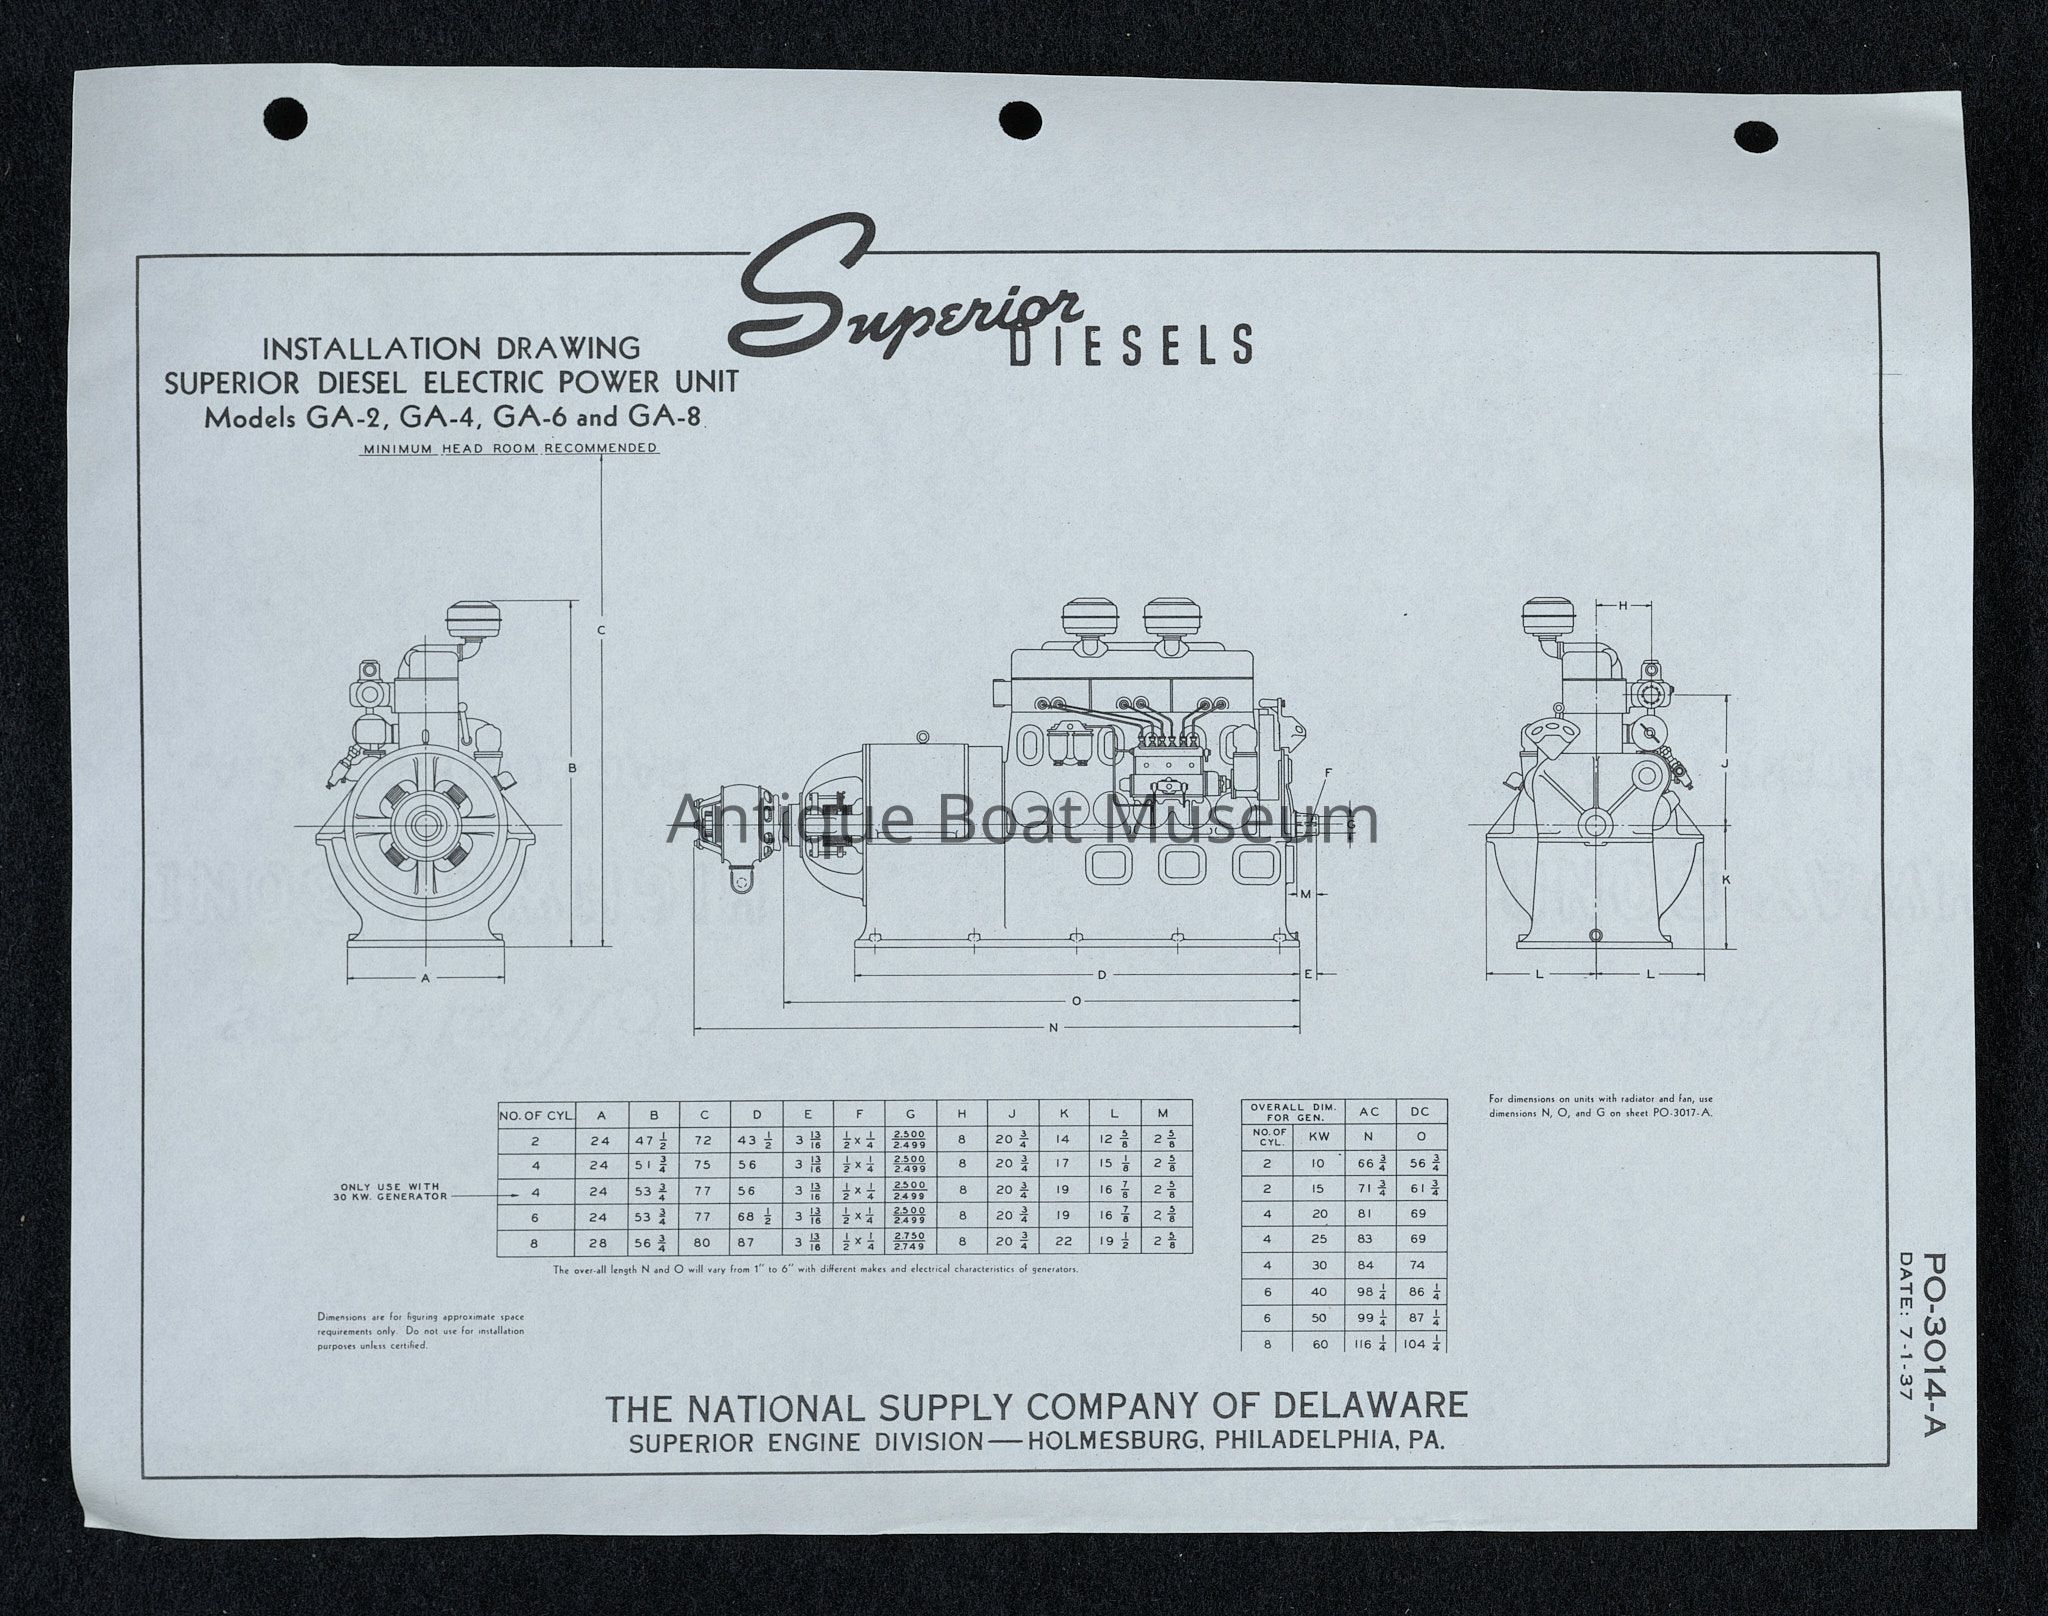 Superior
DIESELS
INSTALLATION DRAWING
SUPERIOR DIESEL ELECTRIC POWER UNIT
Models GA-2, GA-4, GA-6 and GA-8
MINIMUM HEAD ROOM RECOMMENDED
C
B
A
F
G
M
D
E
O
N
H
J
K
L L
Antique Boat Museum
NO. OF CYL. A B C D E F G H J K L M
2 24 47 1/2 72 43 1/2 3 13/16 1/2 x 1/4 2.500/2.499 8 20 3/4 14 12 5/8 2 5/8
4 24 51 3/4 75 56 3 13/16 1/2 x 1/4 2.500/2.499 8 20 3/4 17 15 1/8 2 5/8
ONLY USE WITH
30 KW. GENERATOR
4 24 53 3/4 77 56 3 13/16 1/2 x 1/4 2.500/2.499 8 20 3/4 19 16 7/8 2 5/8
6 24 53 3/4 77 68 1/2 3 13/16 1/2 x 1/4 2.500/2.499 8 20 3/4 19 16 7/8 2 5/8
8 28 56 3/4 80 87 3 13/16 1/2 x 1/4 2.750/2.749 8 20 3/4 22 19 1/2 2 5/8
The over-all length N and O will vary from 1" to 6" with different makes and electrical characteristics of generators.
OVERALL DIM. FOR GEN. AC DC
NO. OF CYL. KW N O
2 10 66 3/4 56 3/4
2 15 71 3/4 61 3/4
4 20 81 69
4 25 83 69
4 30 84 74
6 40 98 1/4 86 1/4
6 50 99 1/4 87 1/4
8 60 116 1/4 104 1/4
For dimensions on units with radiator and fan, use
dimensions N, O, and G on sheet PO-3017-A.
Dimensions are for figuring approximate space
requirements only. Do not use for installation
purposes unless certified.
THE NATIONAL SUPPLY COMPANY OF DELAWARE
SUPERIOR ENGINE DIVISION—HOLMESBURG, PHILADELPHIA, PA.
PO-3014-A
DATE: 7-1-37